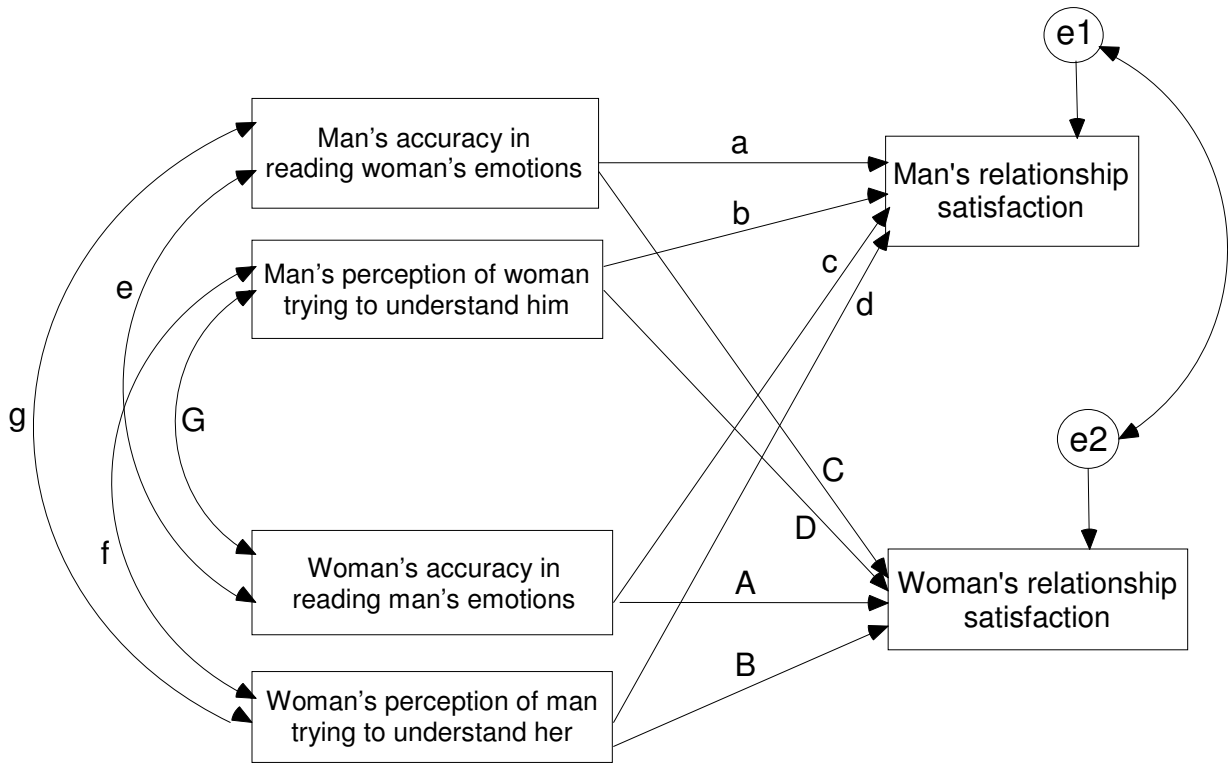 e1
Man’s accuracy in
reading woman’s emotions
a
Man's relationship
satisfaction
b
Man’s perception of woman
trying to understand him
c
d
e
g
G
f
C
D
e2
Woman’s accuracy in
reading man’s emotions
A
Woman's relationship
satisfaction
B
Woman’s perception of man
trying to understand her